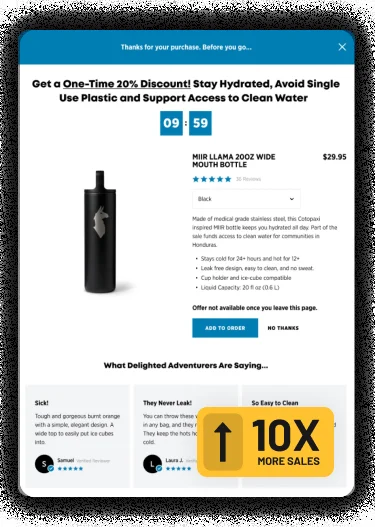 Thanks for your purchase. Before you go...
Get a One-Time 20% Discount! Stay Hydrated, Avoid Single
Use Plastic and Support Access to Clean Water
09 : 59
MIIR LLAMA 20OZ WIDE
MOUTH BOTTLE
$29.95
Black
Made of medical grade stainless steel, this Cotopaxi
inspired MIIR bottle keeps you hydrated all day. Part of the
sale funds access to clean water for communities in
Honduras.
• Stays cold for 24+ hours and hot for 12+
• Leak free design, easy to clean, and no sweat.
• Cup holder and ice-cube compatible
• Liquid Capacity: 20 fl oz (0.6 L)
Offer not available once you leave this page.
ADD TO ORDER
NO THANKS
What Delighted Adventurers Are Saying...
Sick!
Tough and gorgeous burnt orange
with a simple, elegant design. A
wide top to easily put ice cubes
into.
S
Samuel Verified Reviewer
They Never Leak!
You can throw these
in any bag, and they
They keep the hots
cold.
L
Laura J.
So Easy to Clean
10X
MORE SALES